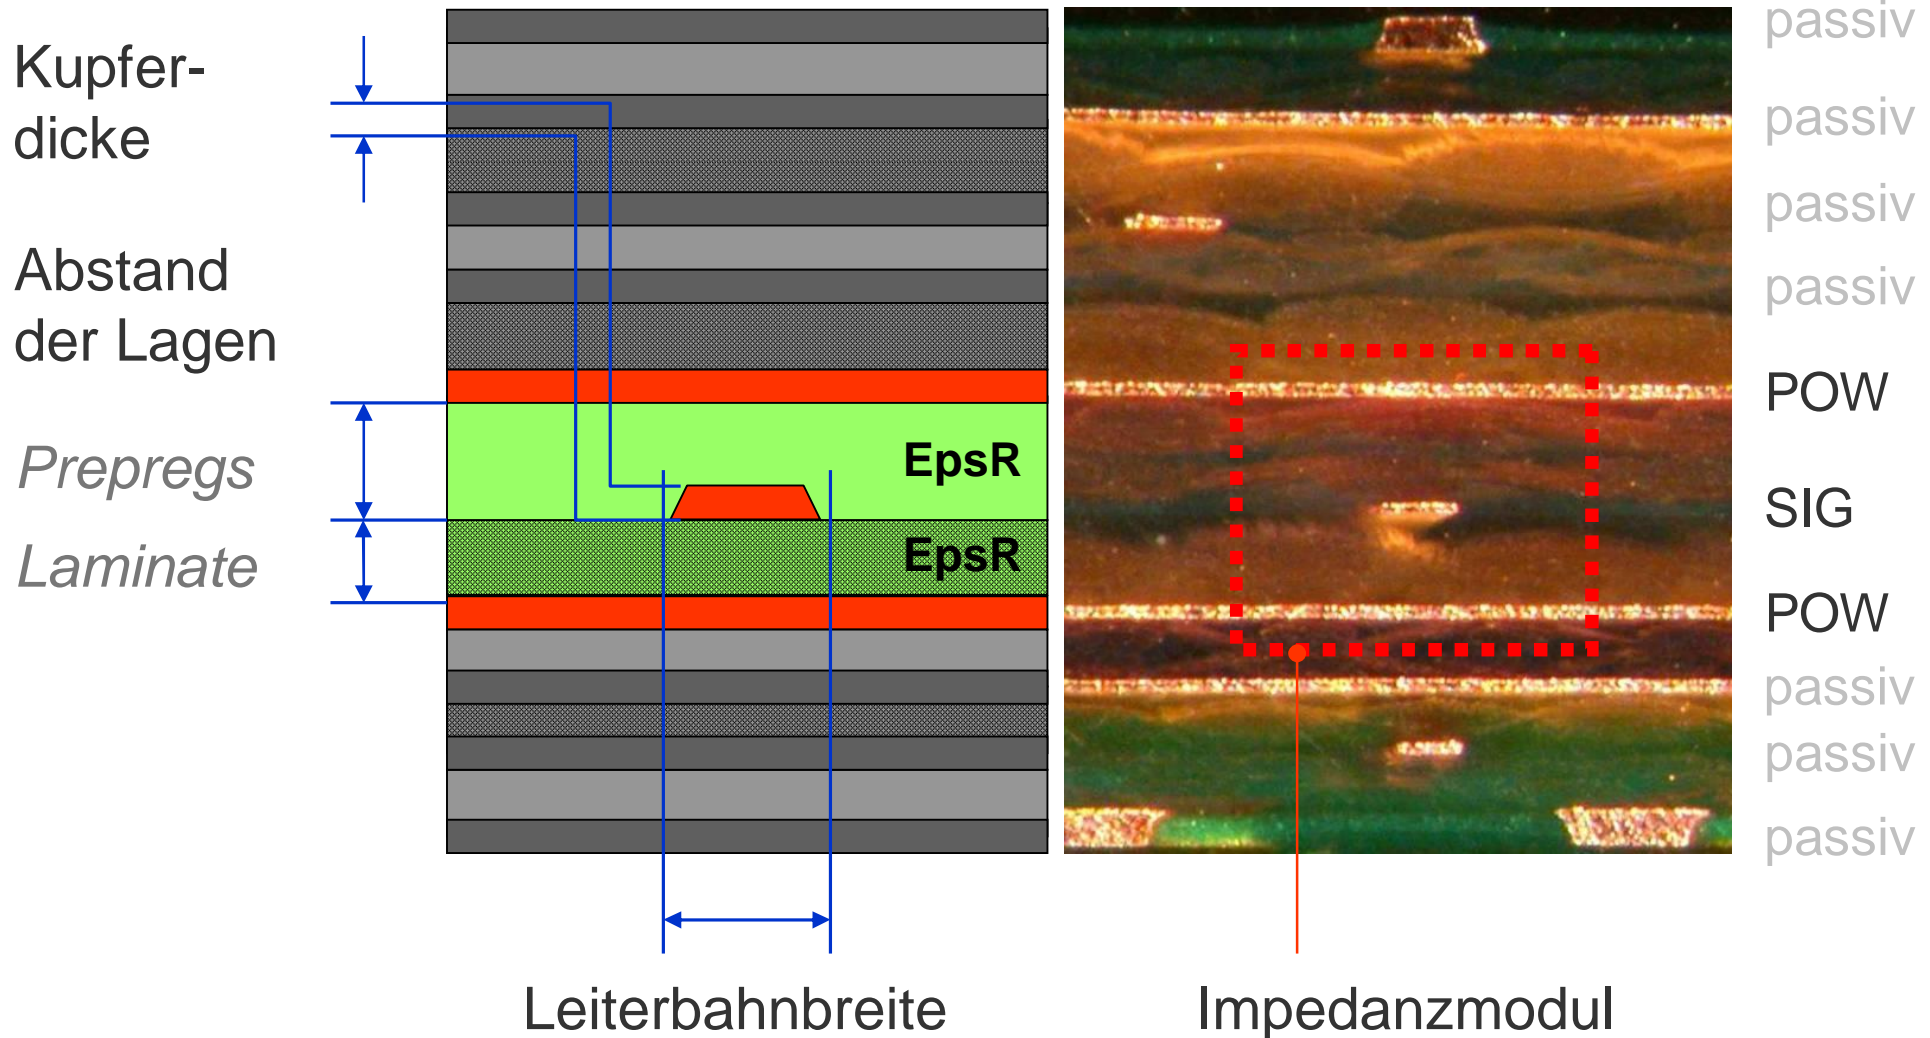 Kupfer-
dicke
Abstand
der Lagen
Prepregs
Laminate
EpsR
EpsR
Leiterbahnbreite
passiv
passiv
passiv
passiv
POW
SIG
POW
passiv
passiv
passiv
Impedanzmodul